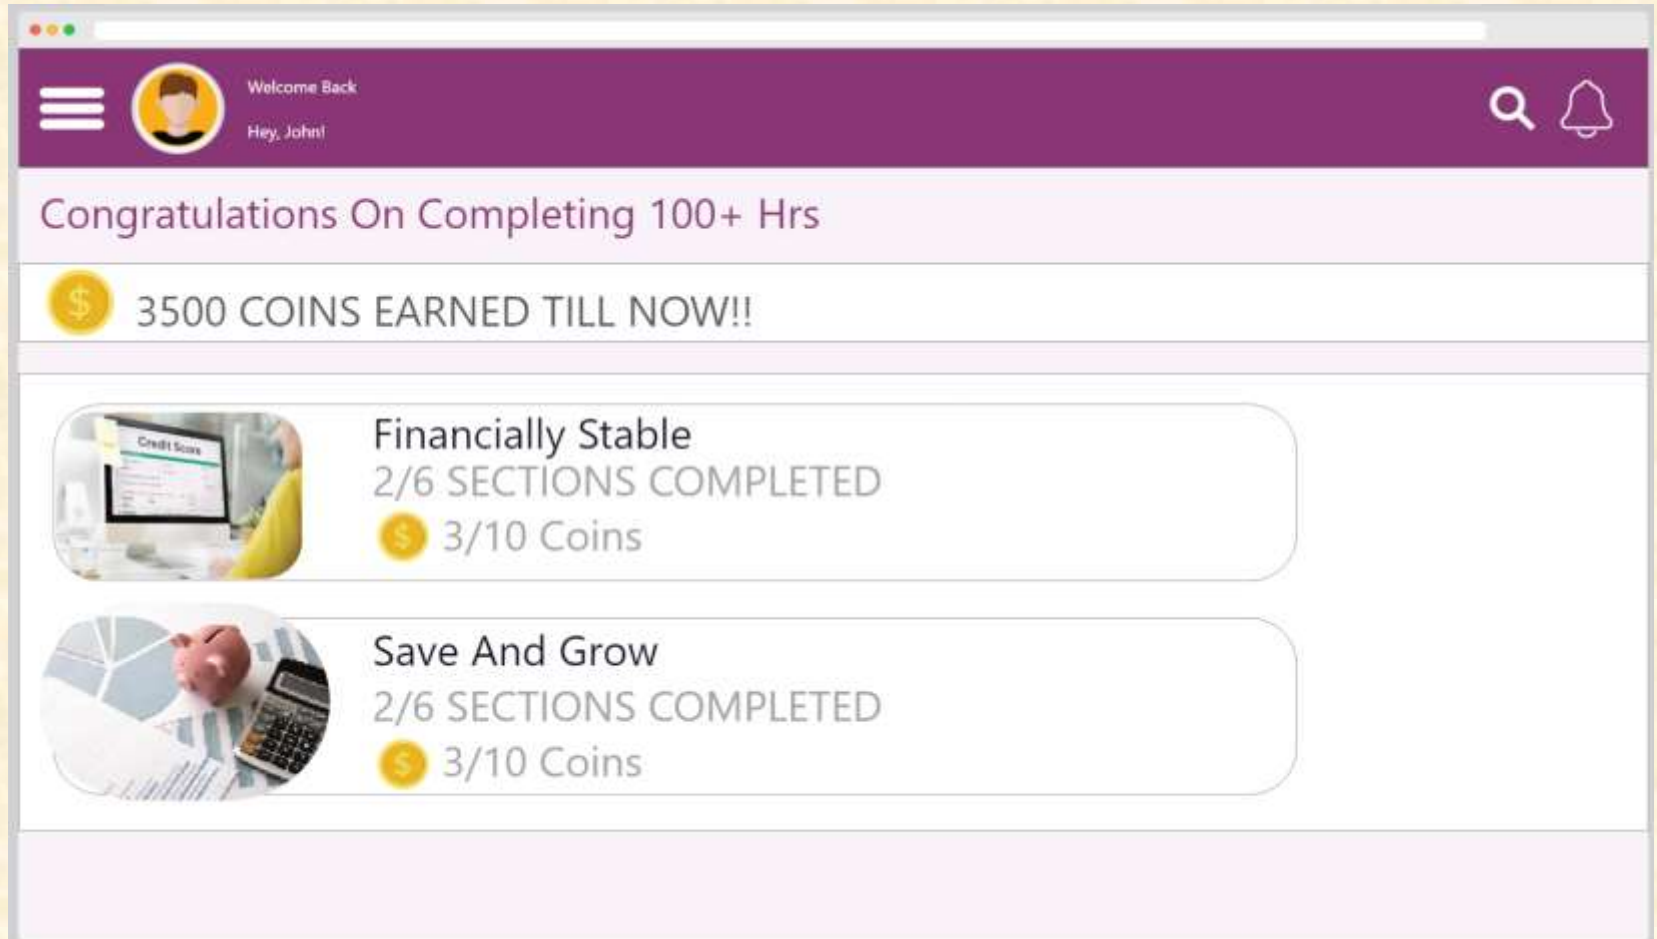 Welcome Back
Hey, John!
Congratulations On Completing 100+ Hrs
3500 COINS EARNED TILL NOW!!
Credit Score
Financially Stable
2/6 SECTIONS COMPLETED
3/10 Coins
Save And Grow
2/6 SECTIONS COMPLETED
3/10 Coins